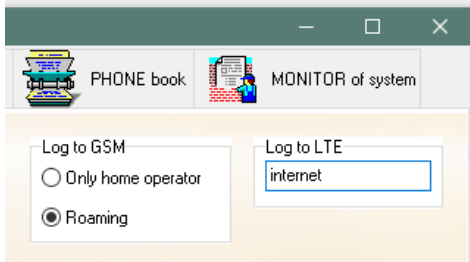 PHONE book
MONITOR of system
Log to GSM
Only home operator
Roaming
Log to LTE
internet